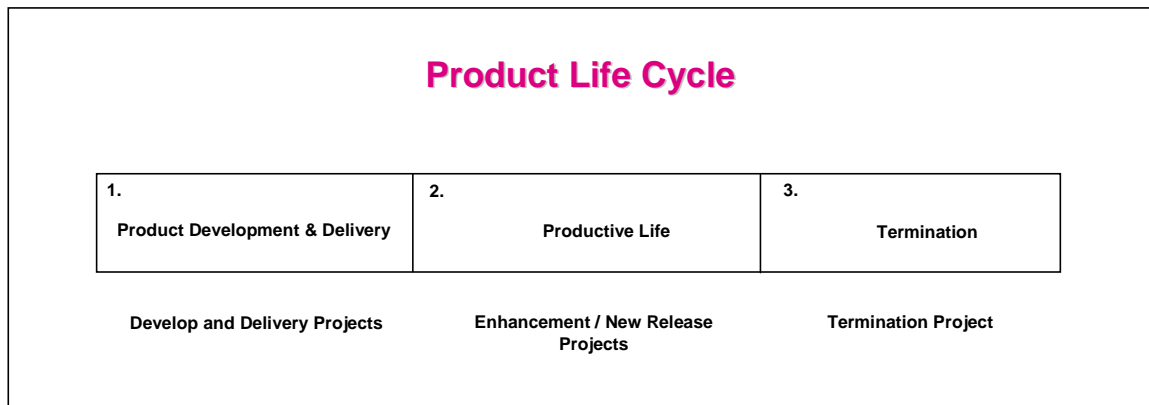 Product Life Cycle
1.
Product Development & Delivery
2.
Productive Life
3.
Termination
Develop and Delivery Projects
Enhancement / New Release
Projects
Termination Project